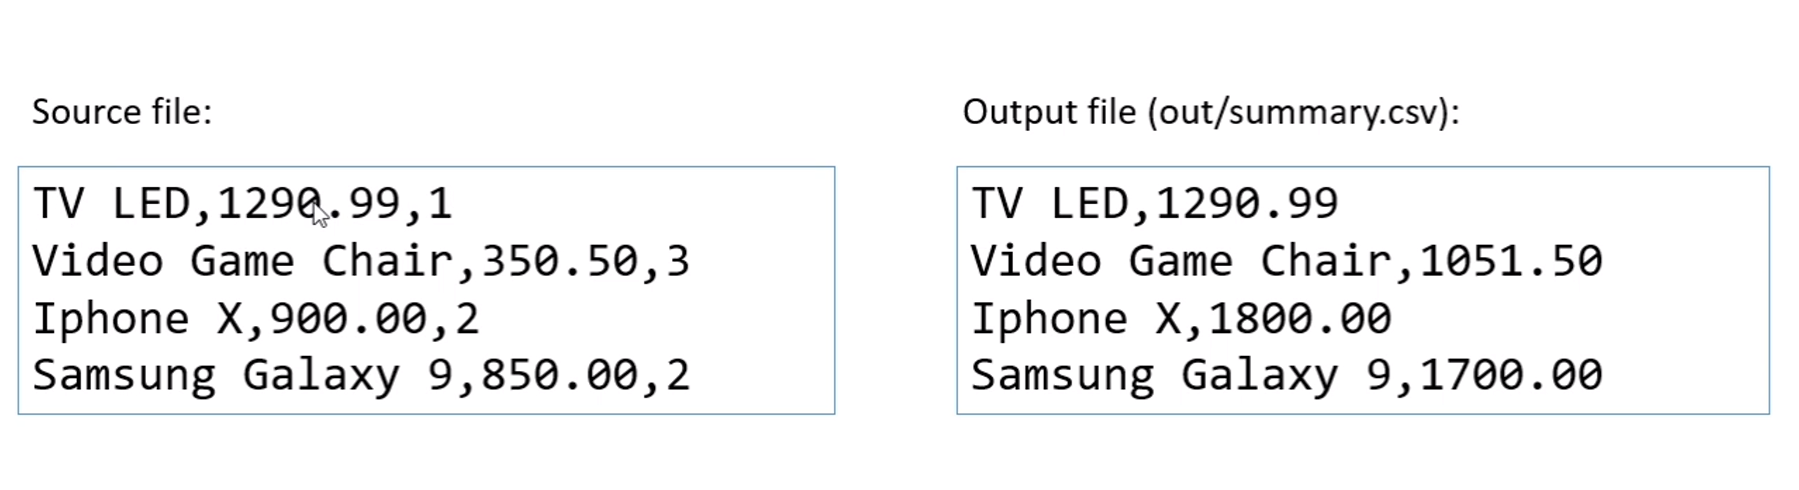 Source file:
TV LED,1290.99,1
Video Game Chair,350.50,3
Iphone X,900.00,2
Samsung Galaxy 9,850.00,2
Output file (out/summary.csv):
TV LED,1290.99
Video Game Chair,1051.50
Iphone X,1800.00
Samsung Galaxy 9,1700.00